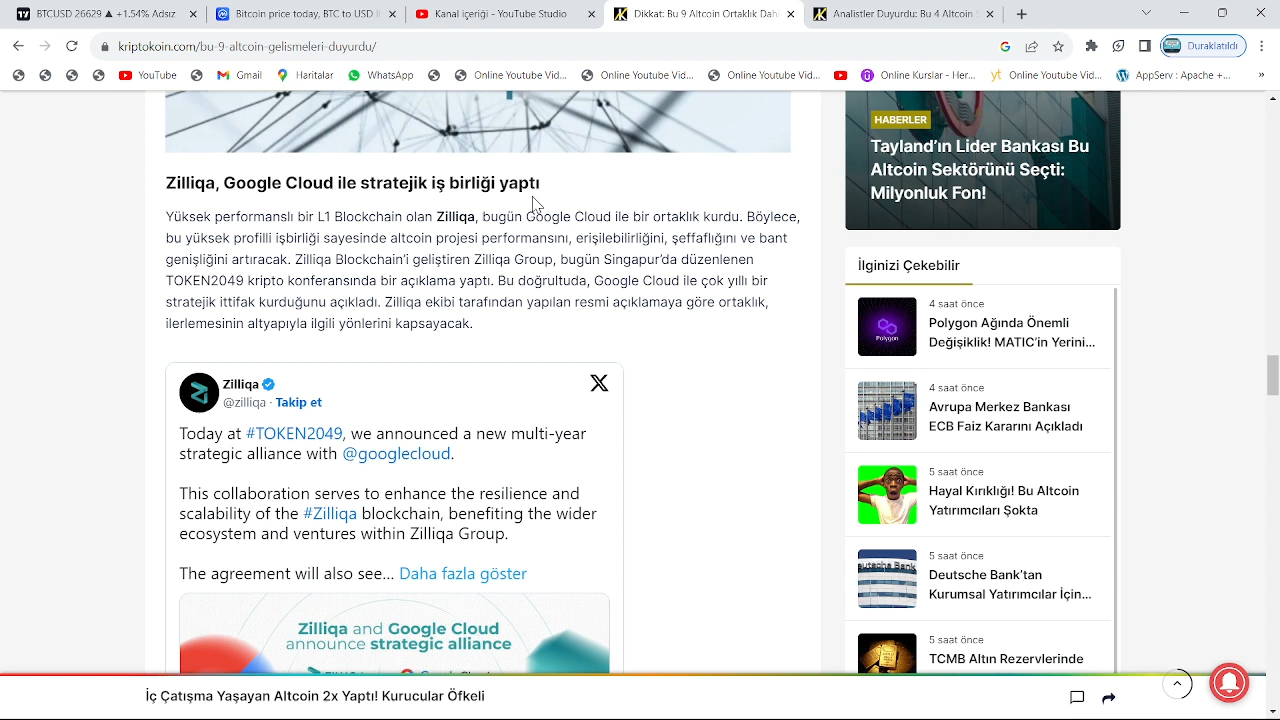 BTCUSD 26629 ▲ +1.54% Adsız
Bitcoin price today, BTC to USD li
Kanal İçeriği - YouTube Studio
Dikkat: Bu 9 Altcoin Ortaklık Dahi
Analistler Duyurdu: Bu 4 Altcoin S
kriptokoin.com/bu-9-altcoin-gelismeleri-duyurdu/
Duraklatıldı
YouTube
Gmail
Haritalar
WhatsApp
Online Youtube Vid...
Online Youtube Vid...
Online Youtube Vid...
Online Kurslar - Her...
Online Youtube Vid...
AppServ : Apache +...
Zilliqa, Google Cloud ile stratejik iş birliği yaptı
Yüksek performanslı bir L1 Blockchain olan Zilliqa, bugün Google Cloud ile bir ortaklık kurdu. Böylece,
bu yüksek profilli işbirliği sayesinde altcoin projesi performansını, erişilebilirliğini, şeffaflığını ve bant
genişliğini artıracak. Zilliqa Blockchain'i geliştiren Zilliqa Group, bugün Singapur'da düzenlenen
TOKEN2049 kripto konferansında bir açıklama yaptı. Bu doğrultuda, Google Cloud ile çok yıllı bir
stratejik ittifak kurduğunu açıkladı. Zilliqa ekibi tarafından yapılan resmi açıklamaya göre ortaklık,
ilerlemesinin altyapıyla ilgili yönlerini kapsayacak.
Zilliqa
@zilliqa · Takip et
Today at #TOKEN2049, we announced a new multi-year
strategic alliance with @googlecloud.
This collaboration serves to enhance the resilience and
scalability of the #Zilliqa blockchain, benefiting the wider
ecosystem and ventures within Zilliqa Group.
The agreement will also see... Daha fazla göster
Zilliqa and Google Cloud
announce strategic alliance
HABERLER
Tayland'ın Lider Bankası Bu
Altcoin Sektörünü Seçti:
Milyonluk Fon!
İlginizi Çekebilir
4 saat önce
Polygon Ağında Önemli
Değişiklik! MATIC'in Yerini...
Polygon
4 saat önce
Avrupa Merkez Bankası
ECB Faiz Kararını Açıkladı
5 saat önce
Hayal Kırıklığı! Bu Altcoin
Yatırımcıları Şokta
5 saat önce
Deutsche Bank'tan
Kurumsal Yatırımcılar İçin...
5 saat önce
TCMB Altın Rezervlerinde
İç Çatışma Yaşayan Altcoin 2x Yaptı! Kurucular Öfkeli